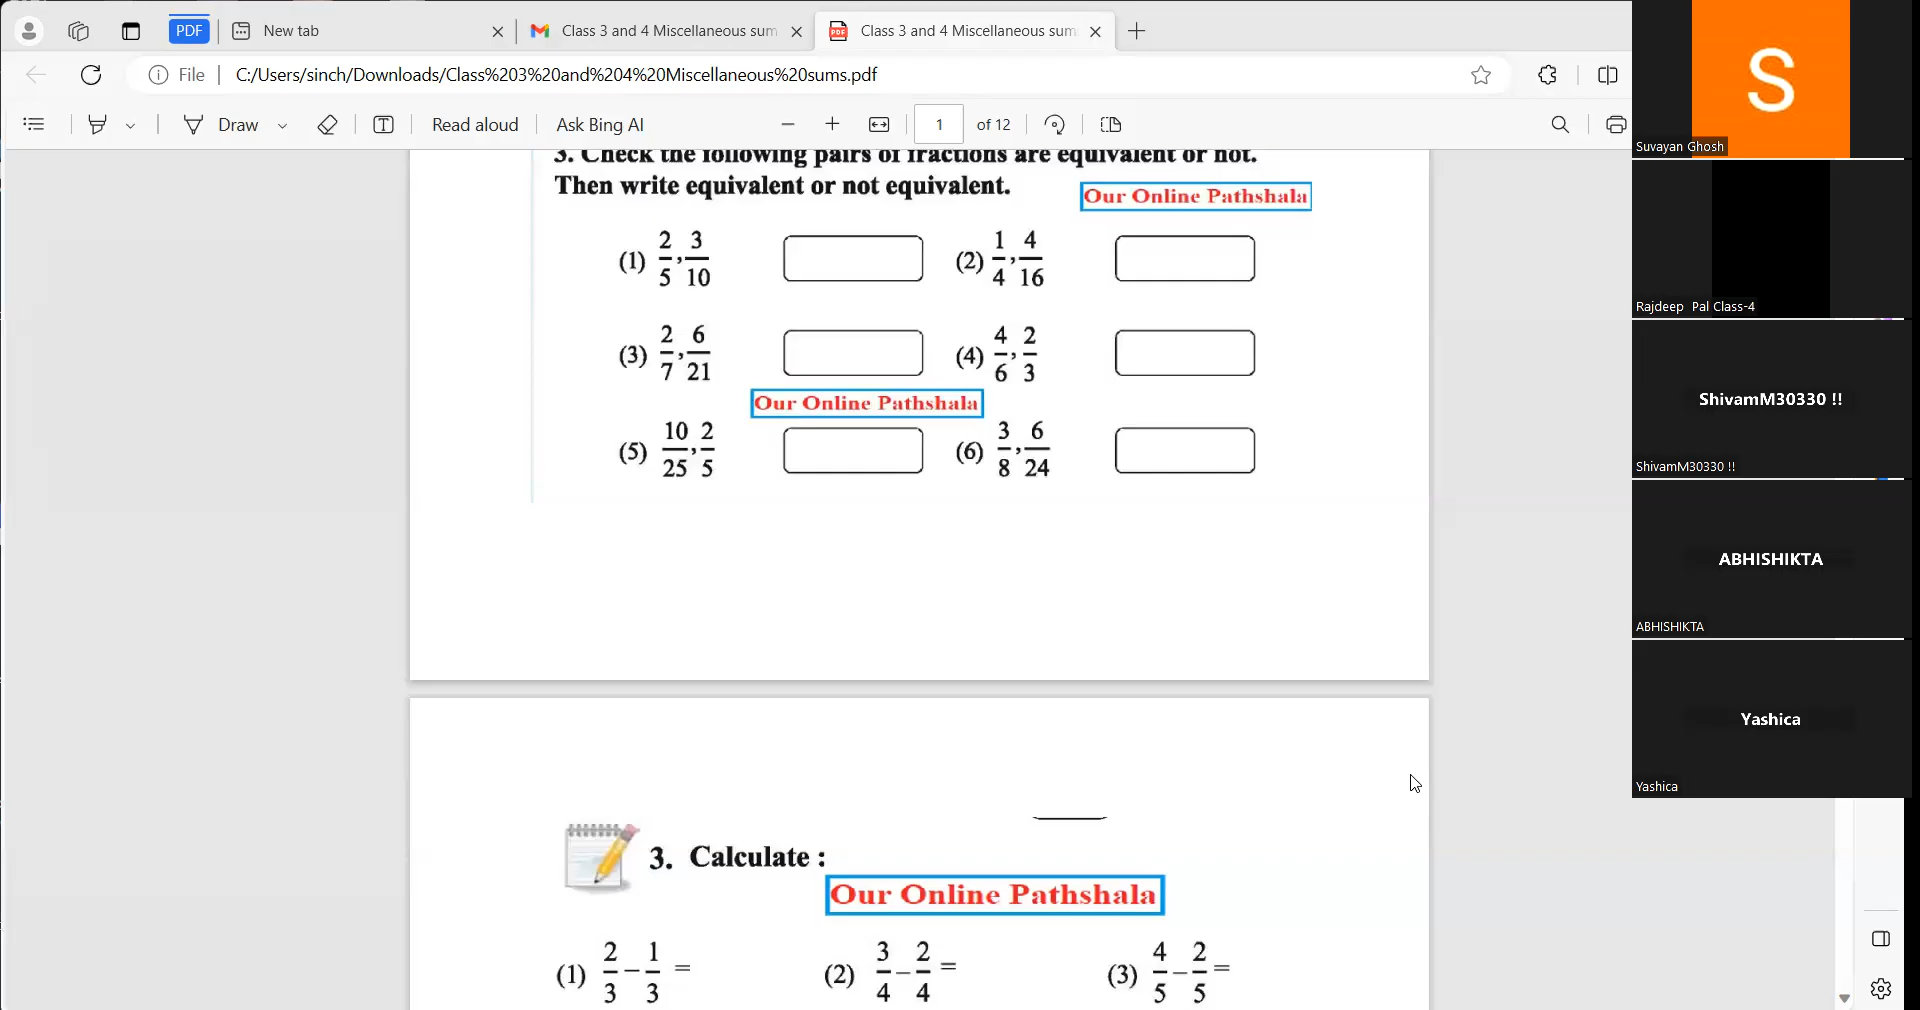 PDF
New tab
Class 3 and 4 Miscellaneous sum
PDF
Class 3 and 4 Miscellaneous sum
File
C:/Users/sinch/Downloads/Class%203%20and%204%20Miscellaneous%20sums.pdf
Draw
Read aloud
Ask Bing AI
1 of 12
3. Check the following pairs of fractions are equivalent or not.
Then write equivalent or not equivalent.
Our Online Pathshala
(1) 2/5, 3/10
(2) 1/4, 4/16
(3) 2/7, 6/21
(4) 4/6, 2/3
Our Online Pathshala
(5) 10/25, 2/5
(6) 3/8, 6/24
3. Calculate :
Our Online Pathshala
(1) 2/3 − 1/3 =
(2) 3/4 − 2/4 =
(3) 4/5 − 2/5 =
S
Suvayan Ghosh
Rajdeep Pal Class-4
ShivamM30330 !!
ShivamM30330 !!
ABHISHIKTA
ABHISHIKTA
Yashica
Yashica